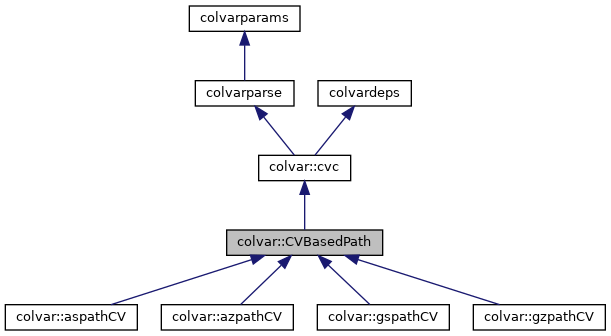 colvarparams
colvarparse
colvardeps
colvar::cvc
colvar::CVBasedPath
colvar::aspathCV
colvar::azpathCV
colvar::gspathCV
colvar::gzpathCV